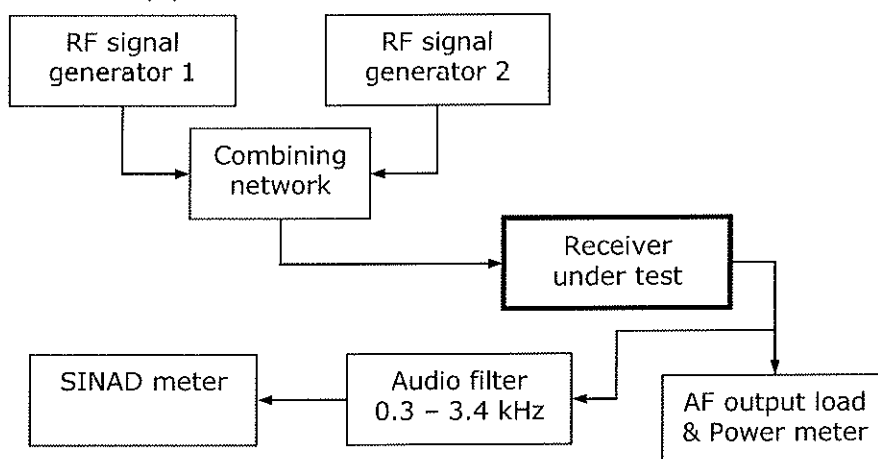 RF signal
generator 1
RF signal
generator 2
Combining
network
Receiver
under test
SINAD meter
Audio filter
0.3 – 3.4 kHz
AF output load
& Power meter